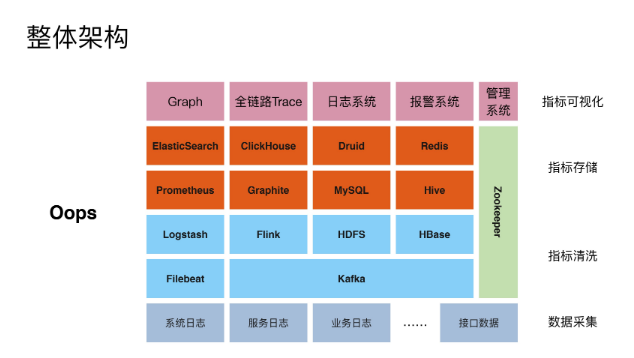 整体架构
Graph
全链路Trace
日志系统
报警系统
管理
系统
指标可视化
ElasticSearch
ClickHouse
Druid
Redis
指标存储
Prometheus
Graphite
MySQL
Hive
Zookeeper
Oops
Logstash
Flink
HDFS
HBase
指标清洗
Filebeat
Kafka
系统日志
服务日志
业务日志
......
接口数据
数据采集